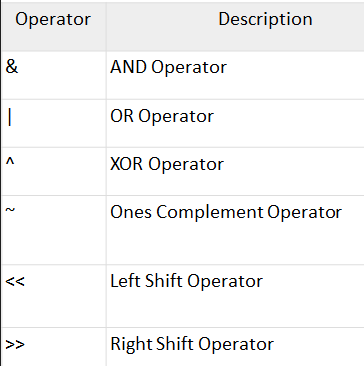 Operator Description
& AND Operator
| OR Operator
^ XOR Operator
~ Ones Complement Operator
<< Left Shift Operator
>> Right Shift Operator